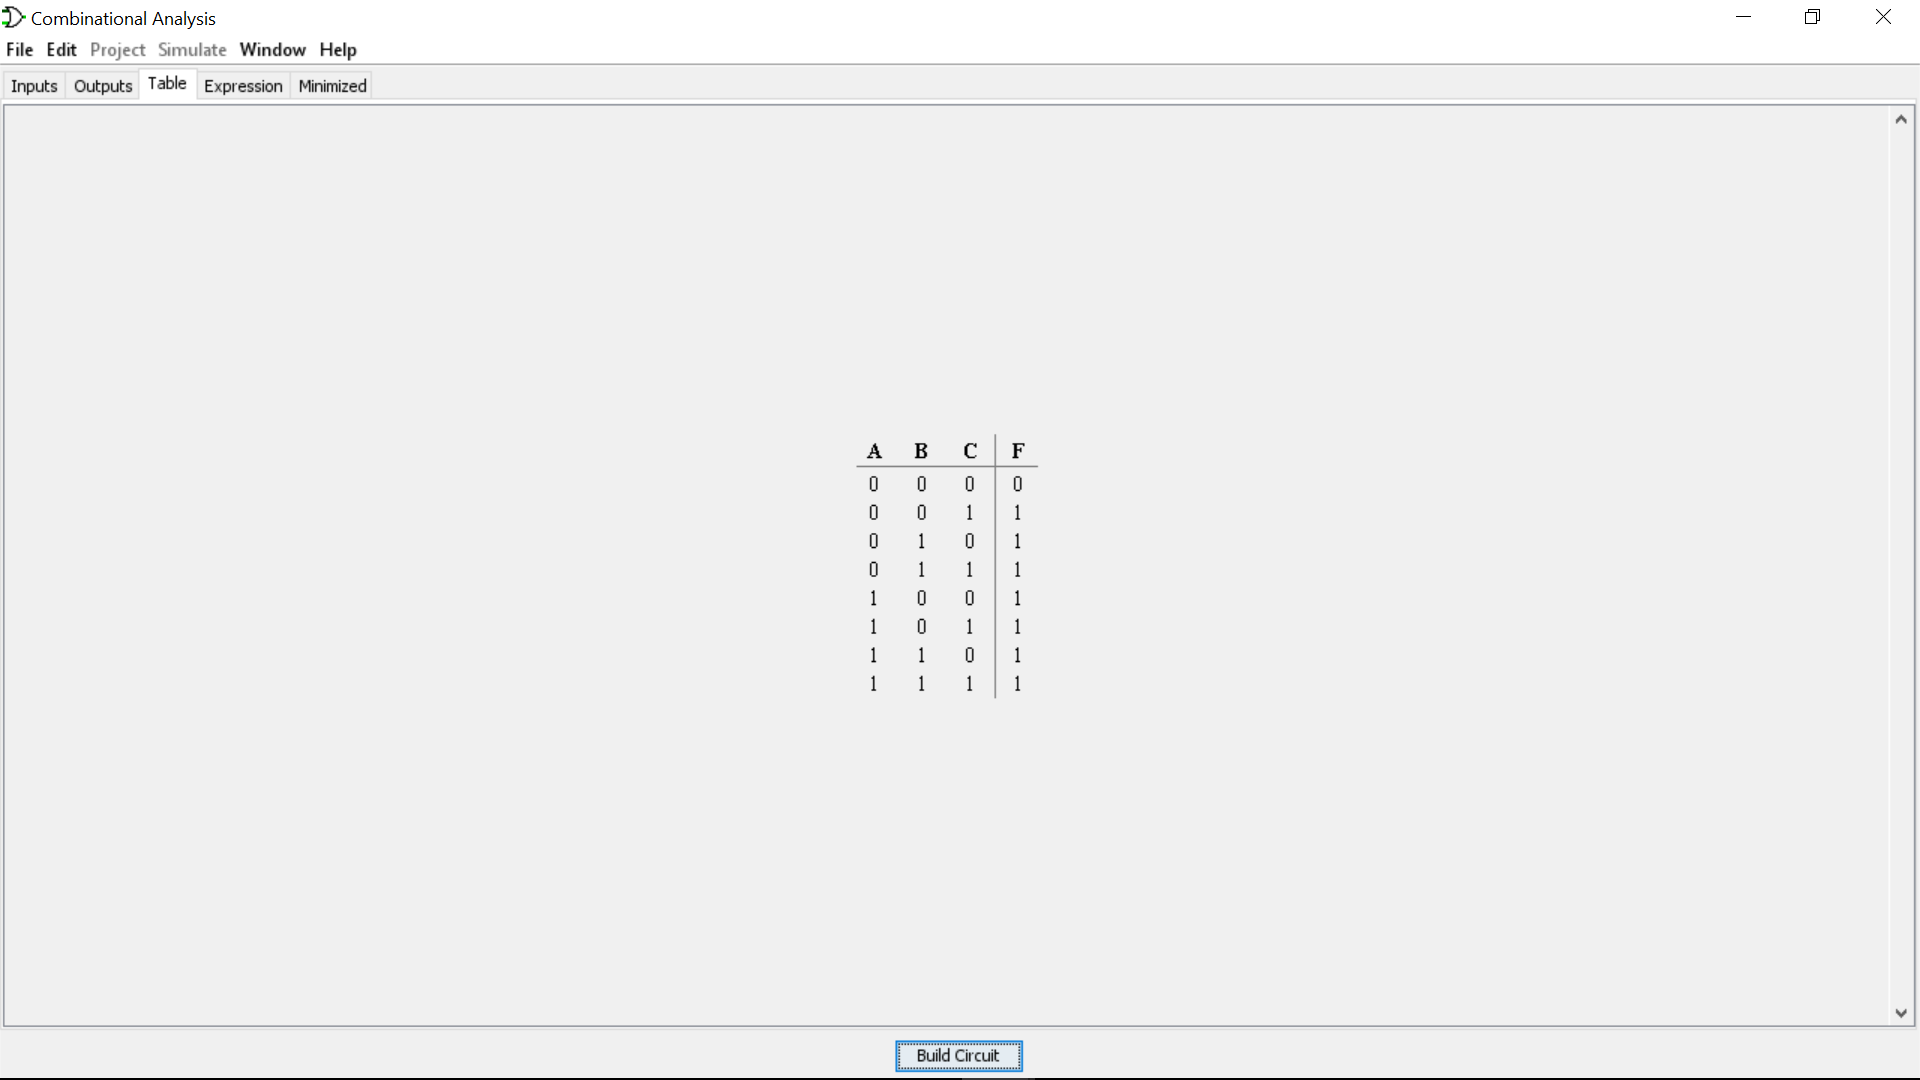 Combinational Analysis
File Edit Project Simulate Window Help
Inputs Outputs Table Expression Minimized
A B C F
0 0 0 0
0 0 1 1
0 1 0 1
0 1 1 1
1 0 0 1
1 0 1 1
1 1 0 1
1 1 1 1
Build Circuit